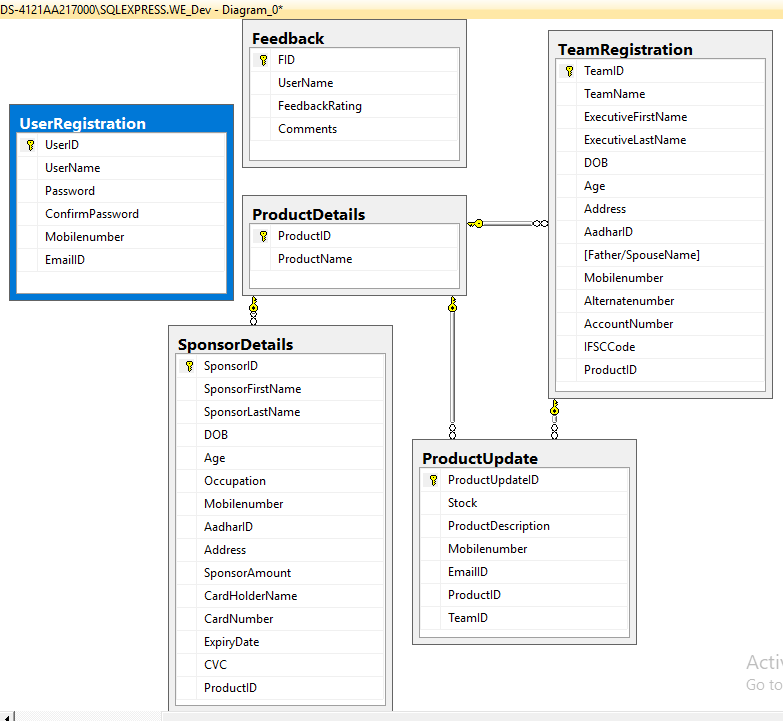 DS-4121AA217000\SQLEXPRESS.WE_Dev - Diagram_0*
Feedback
FID
UserName
FeedbackRating
Comments
TeamRegistration
TeamID
TeamName
ExecutiveFirstName
ExecutiveLastName
DOB
Age
Address
AadharID
[Father/SpouseName]
Mobilenumber
Alternatenumber
AccountNumber
IFSCCode
ProductID
UserRegistration
UserID
UserName
Password
ConfirmPassword
Mobilenumber
EmailID
ProductDetails
ProductID
ProductName
SponsorDetails
SponsorID
SponsorFirstName
SponsorLastName
DOB
Age
Occupation
Mobilenumber
AadharID
Address
SponsorAmount
CardHolderName
CardNumber
ExpiryDate
CVC
ProductID
ProductUpdate
ProductUpdateID
Stock
ProductDescription
Mobilenumber
EmailID
ProductID
TeamID
Activ
Go to